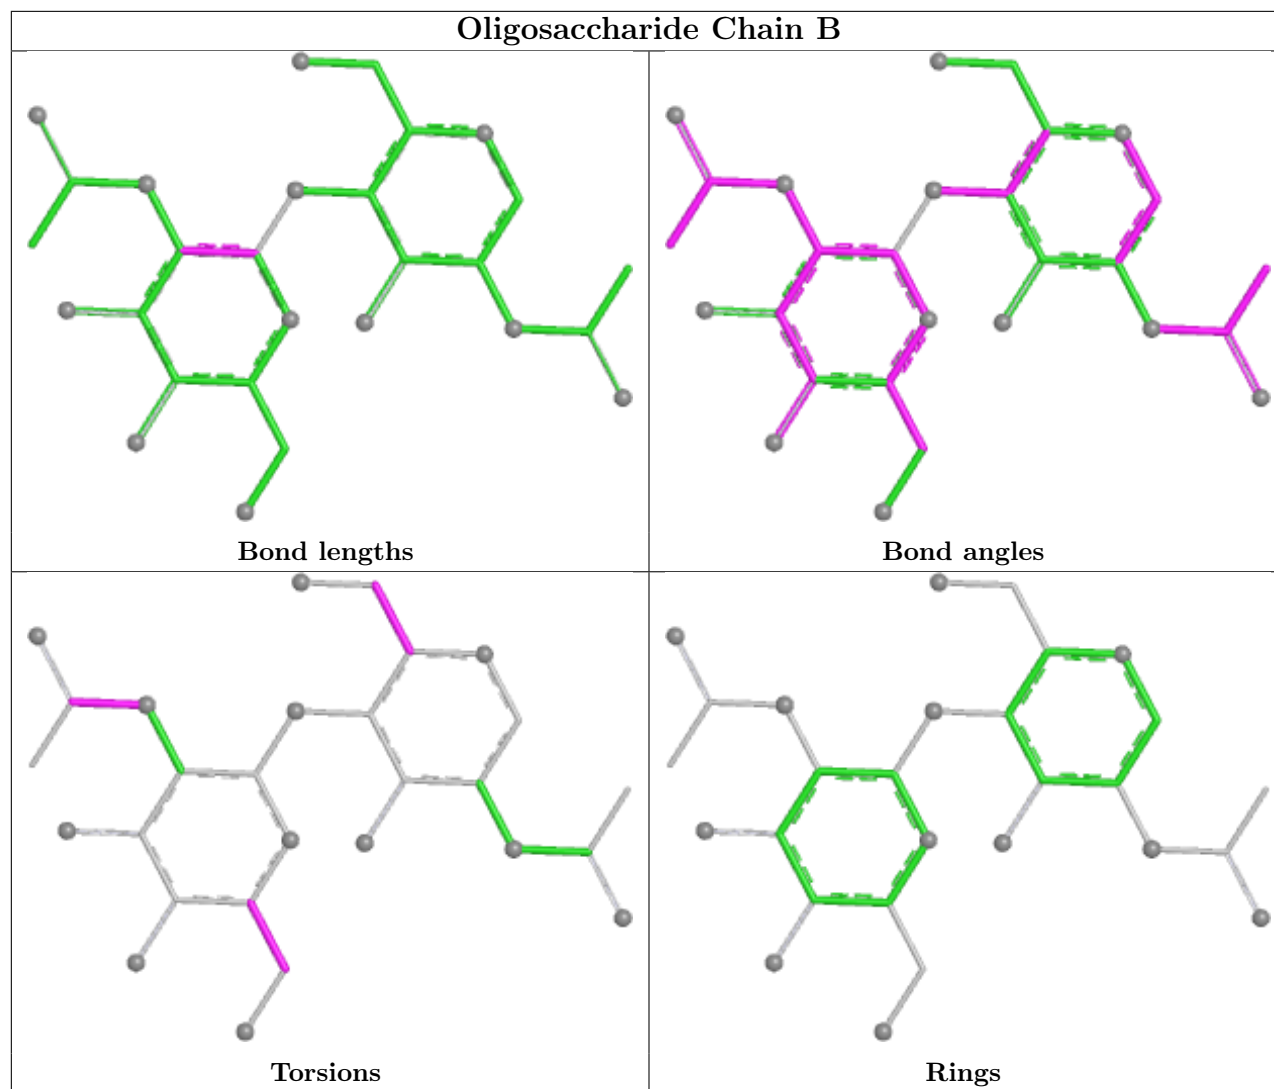 Oligosaccharide Chain B
Bond lengths
Bond angles
Torsions
Rings